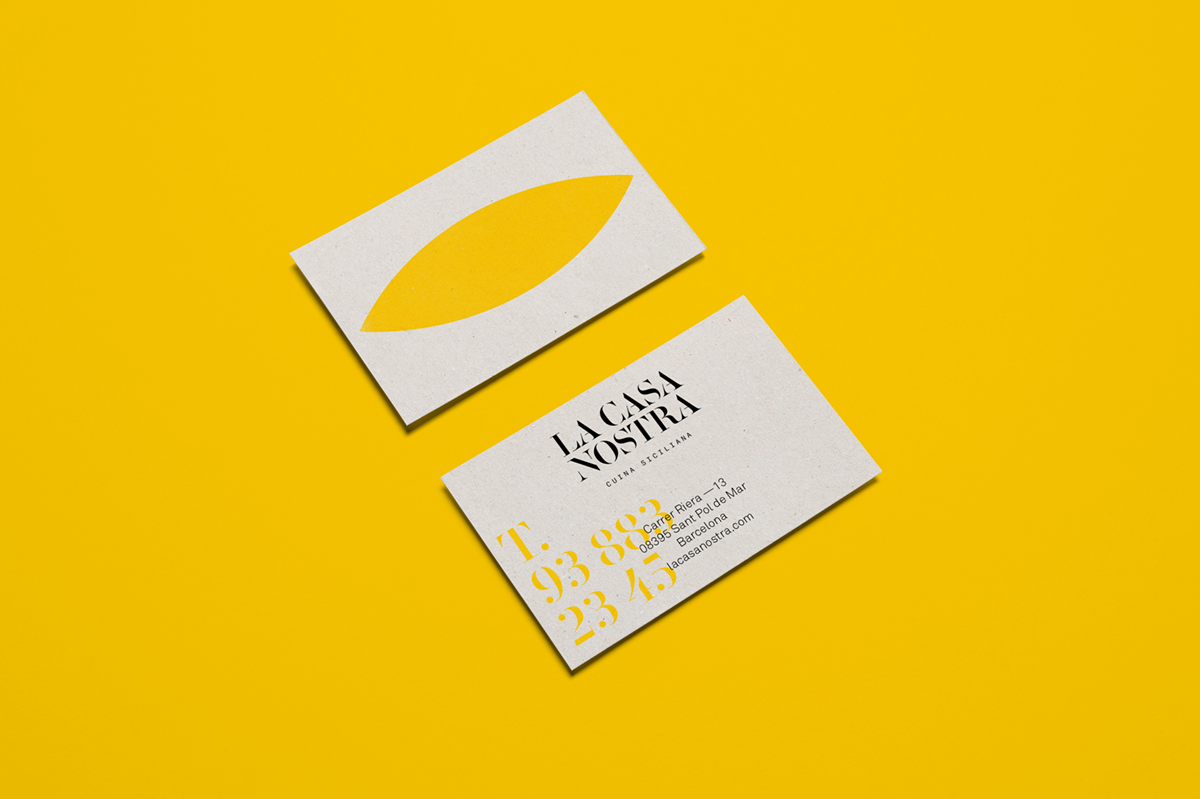 LA CASA
NOSTRA
CUINA SICILIANA
T.
93 883
23 45
Carrer Riera —13
08395 Sant Pol de Mar
Barcelona
lacasanostra.com